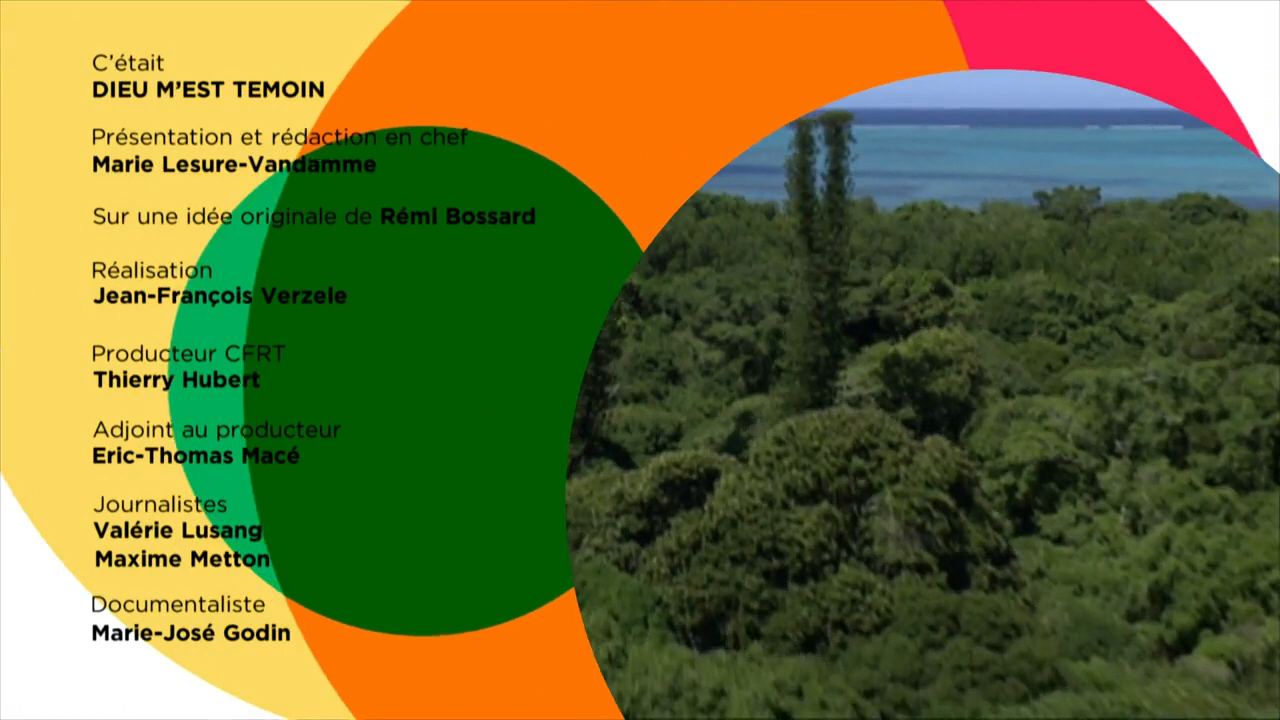 C'était
DIEU M'EST TEMOIN
Présentation et rédaction en chef
Marie Lesure-Vandamme
Sur une idée originale de Rémi Bossard
Réalisation
Jean-François Verzele
Producteur CFRT
Thierry Hubert
Adjoint au producteur
Eric-Thomas Macé
Journalistes
Valérie Lusang
Maxime Metton
Documentaliste
Marie-José Godin